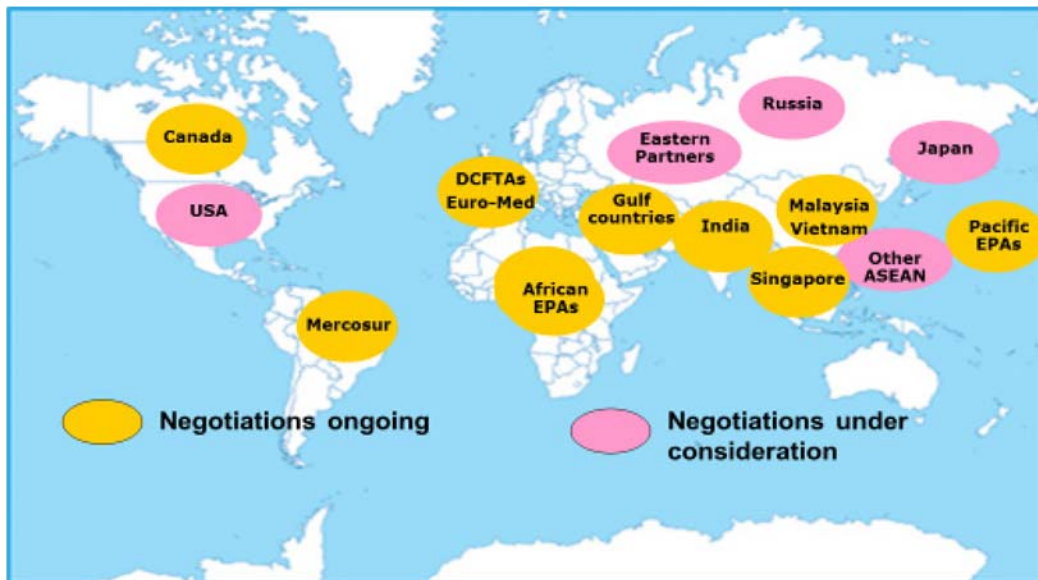 Canada
USA
Mercosur
DCFTAs
Euro-Med
African
EPAs
Gulf
countries
Eastern
Partners
Russia
India
Malaysia
Vietnam
Singapore
Other
ASEAN
Japan
Pacific
EPAs
Negotiations ongoing
Negotiations under
consideration